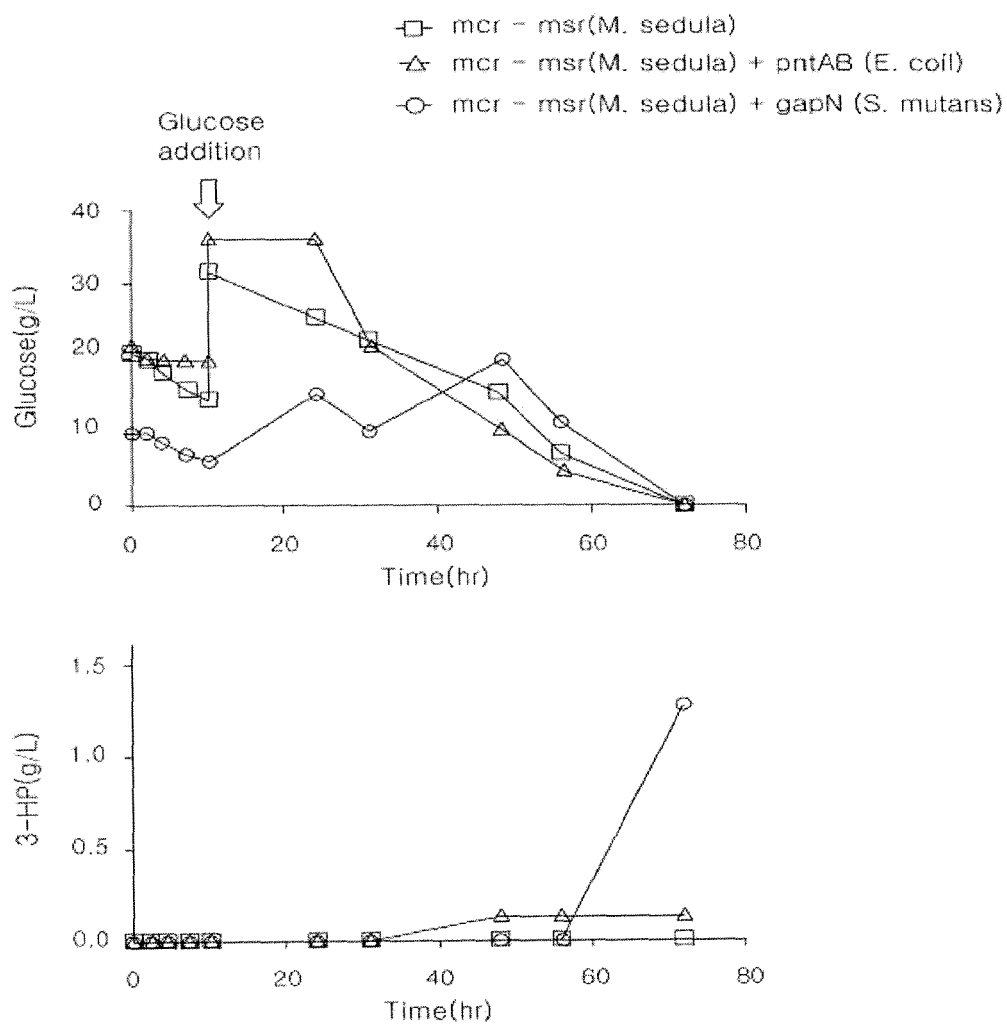 mcr - msr(M. sedula)
mcr - msr(M. sedula) + pntAB (E. coil)
mcr - msr(M. sedula) + gapN (S. mutans)
Glucose
addition
40
30
20
10
0
Glucose(g/L)
0 20 40 60 80
Time(hr)
1.5
1.0
0.5
0.0
3-HP(g/L)
0 20 40 60 80
Time(hr)